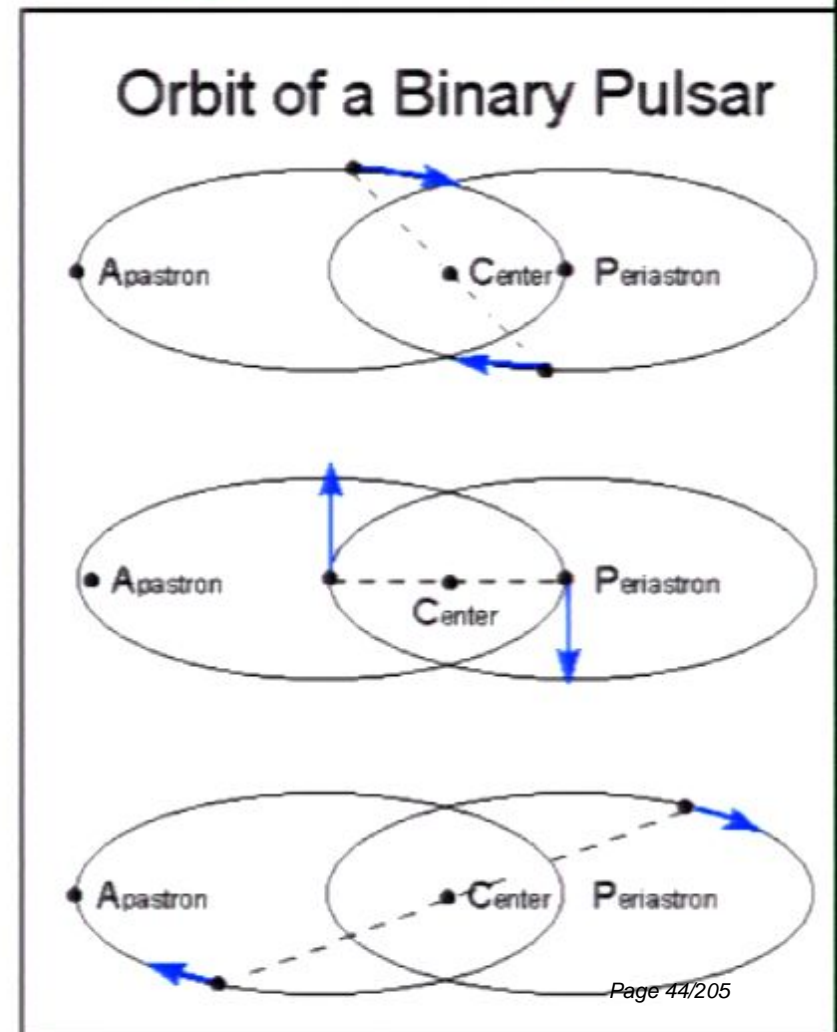 Orbit of a Binary Pulsar
Apastron Center Periastron
Apastron Periastron
Center
Apastron Center Periastron
Page 44/205